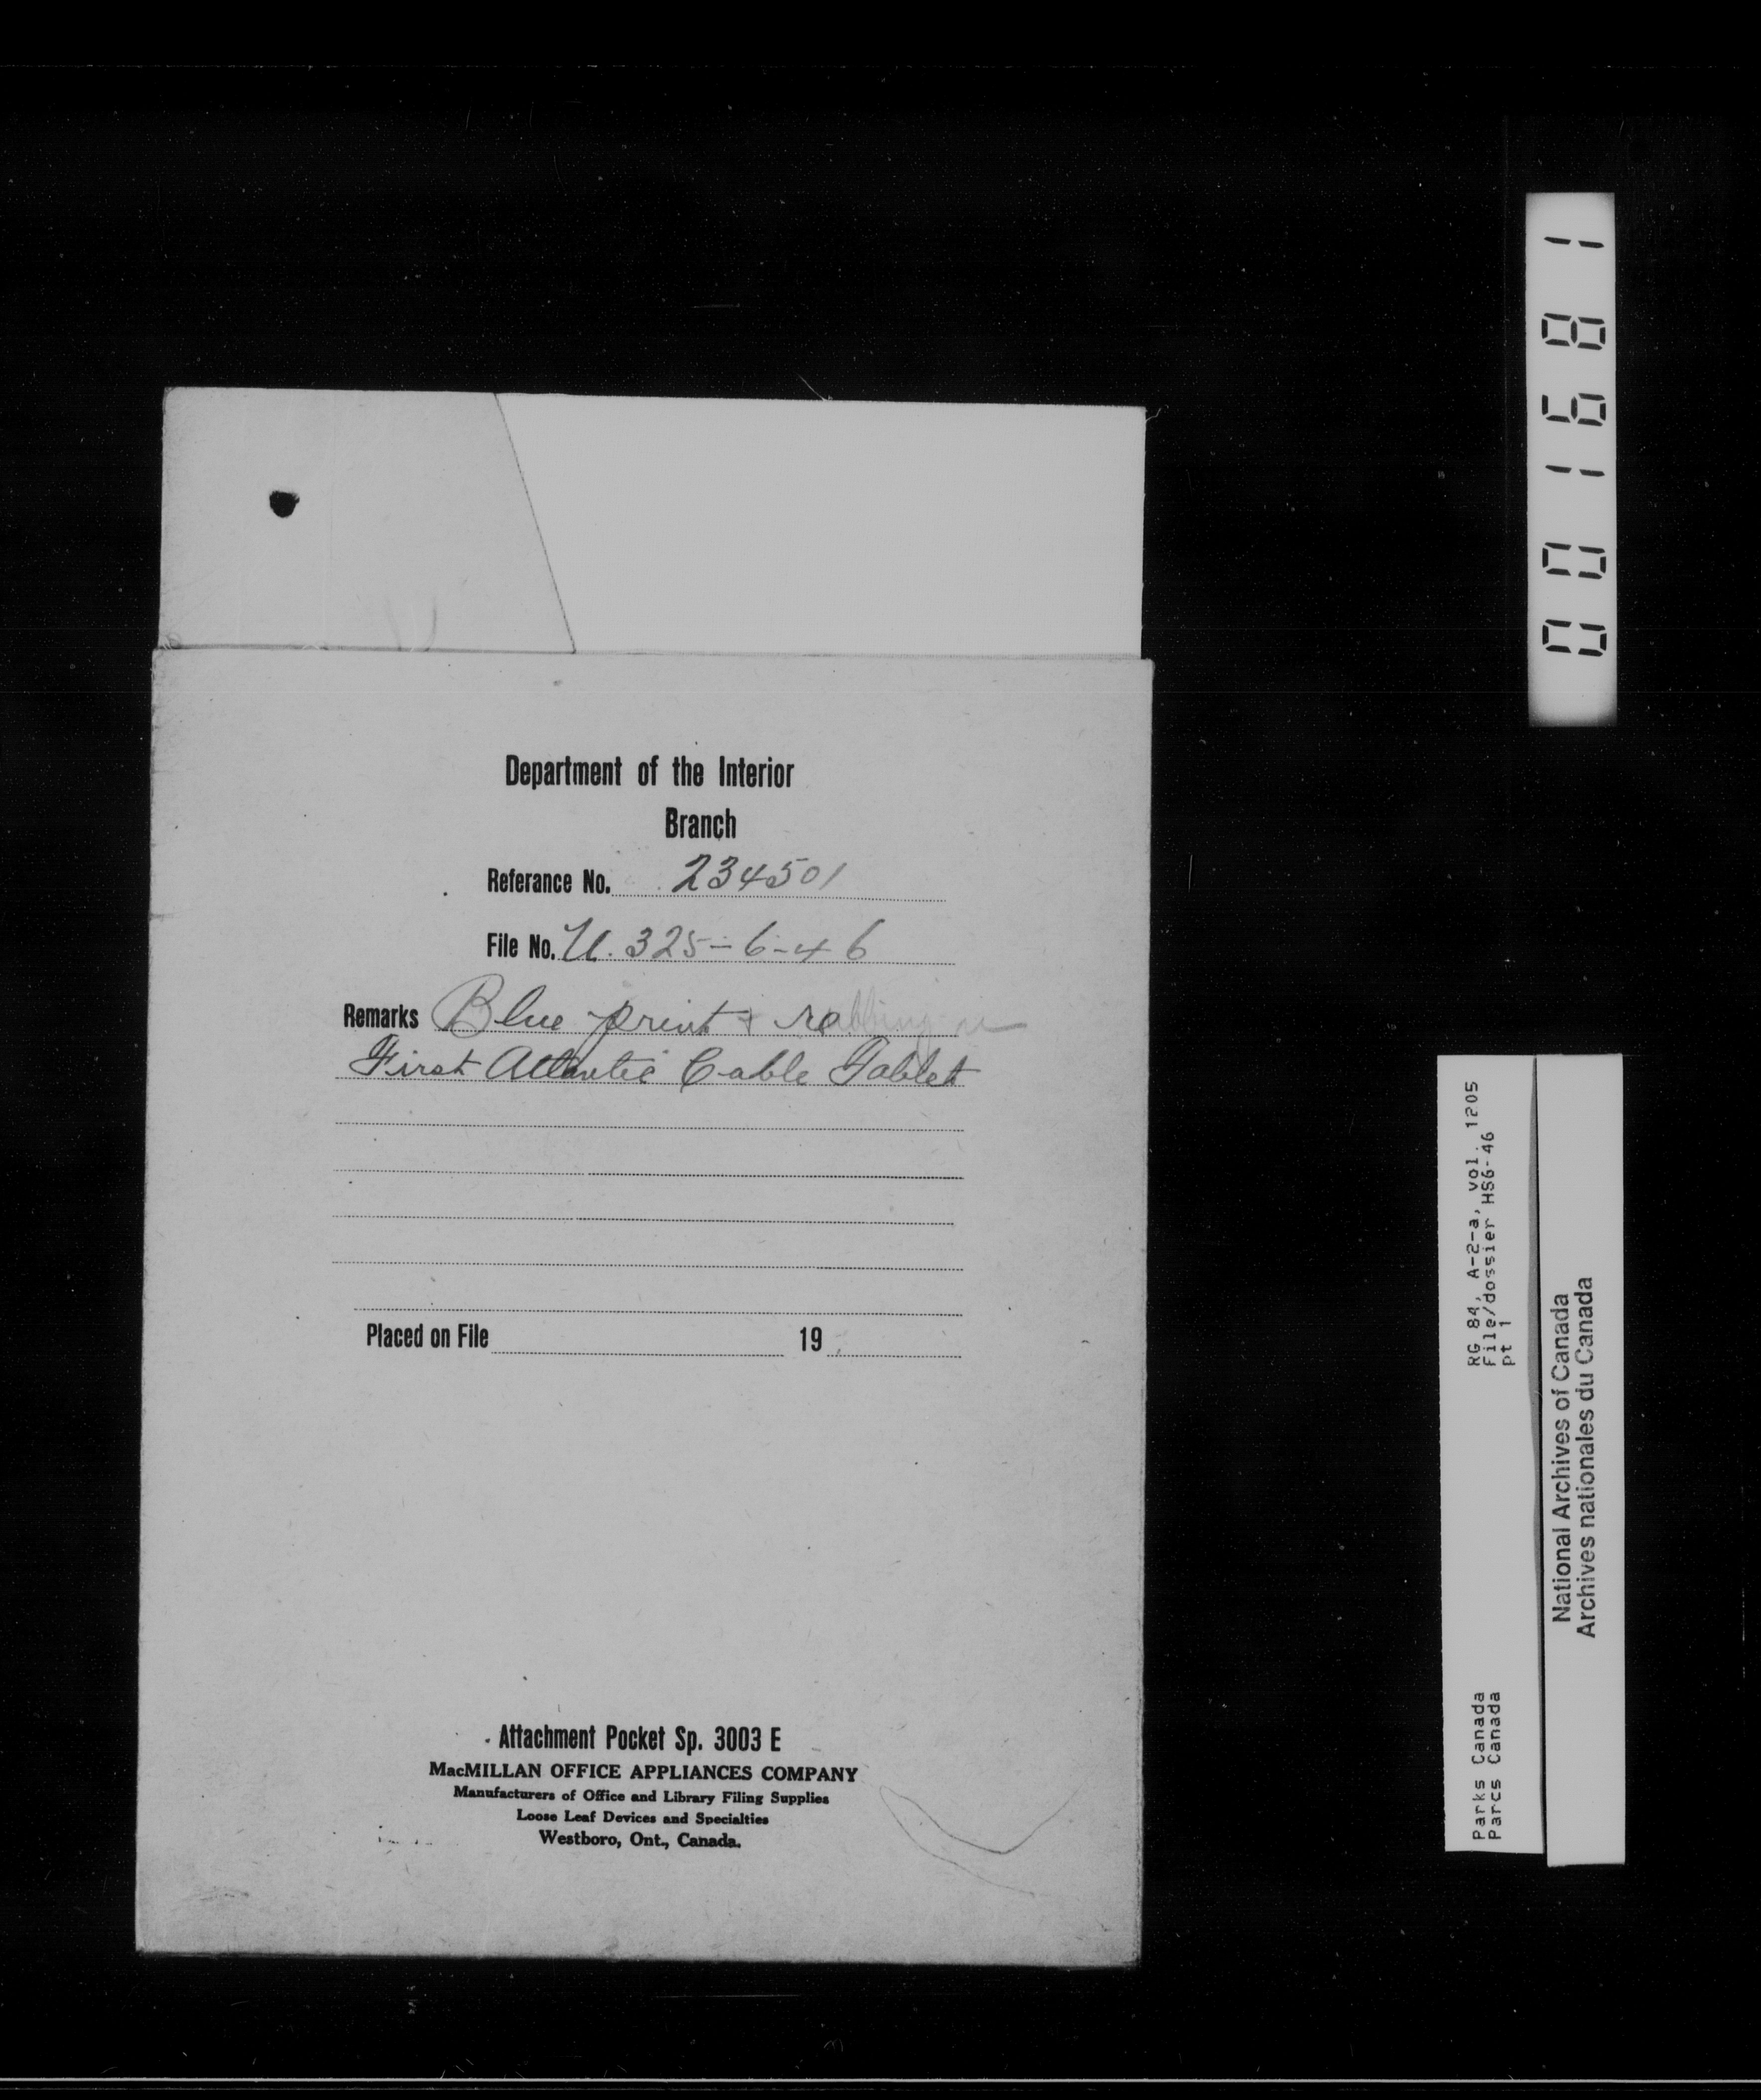 Department of the Interior
Branch
Referance No. 234501
File No. U. 325-6-46
Remarks Blue print & rubbing
First Atlantic Cable Tablet
Placed on File 19
Attachment Pocket Sp. 3003 E
MacMILLAN OFFICE APPLIANCES COMPANY
Manufacturers of Office and Library Filing Supplies
Loose Leaf Devices and Specialties
Westboro, Ont., Canada.
001681
RG 84, A-2-a, vol. 1205
File/dossier HS6-46
pt 1
Parks Canada
Parcs Canada
National Archives of Canada
Archives nationales du Canada